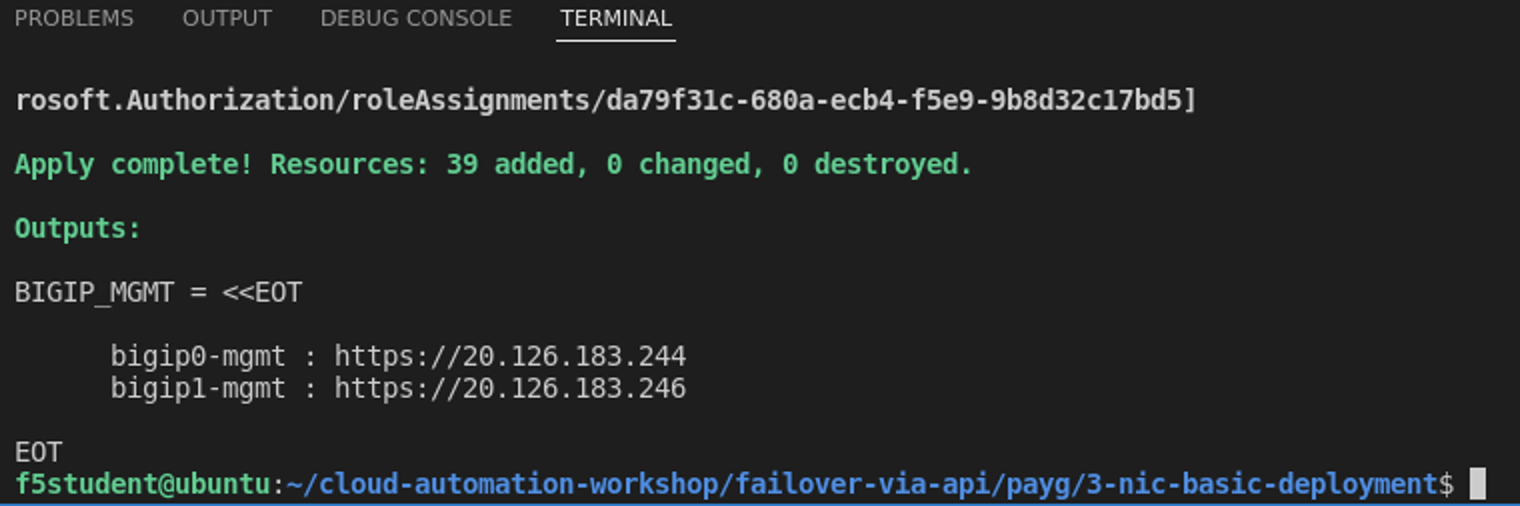 PROBLEMS OUTPUT DEBUG CONSOLE TERMINAL
rosoft.Authorization/roleAssignments/da79f31c-680a-ecb4-f5e9-9b8d32c17bd5]
Apply complete! Resources: 39 added, 0 changed, 0 destroyed.
Outputs:
BIGIP_MGMT = <<EOT
bigip0-mgmt : https://20.126.183.244
bigip1-mgmt : https://20.126.183.246
EOT
f5student@ubuntu:~/cloud-automation-workshop/failover-via-api/payg/3-nic-basic-deployment$